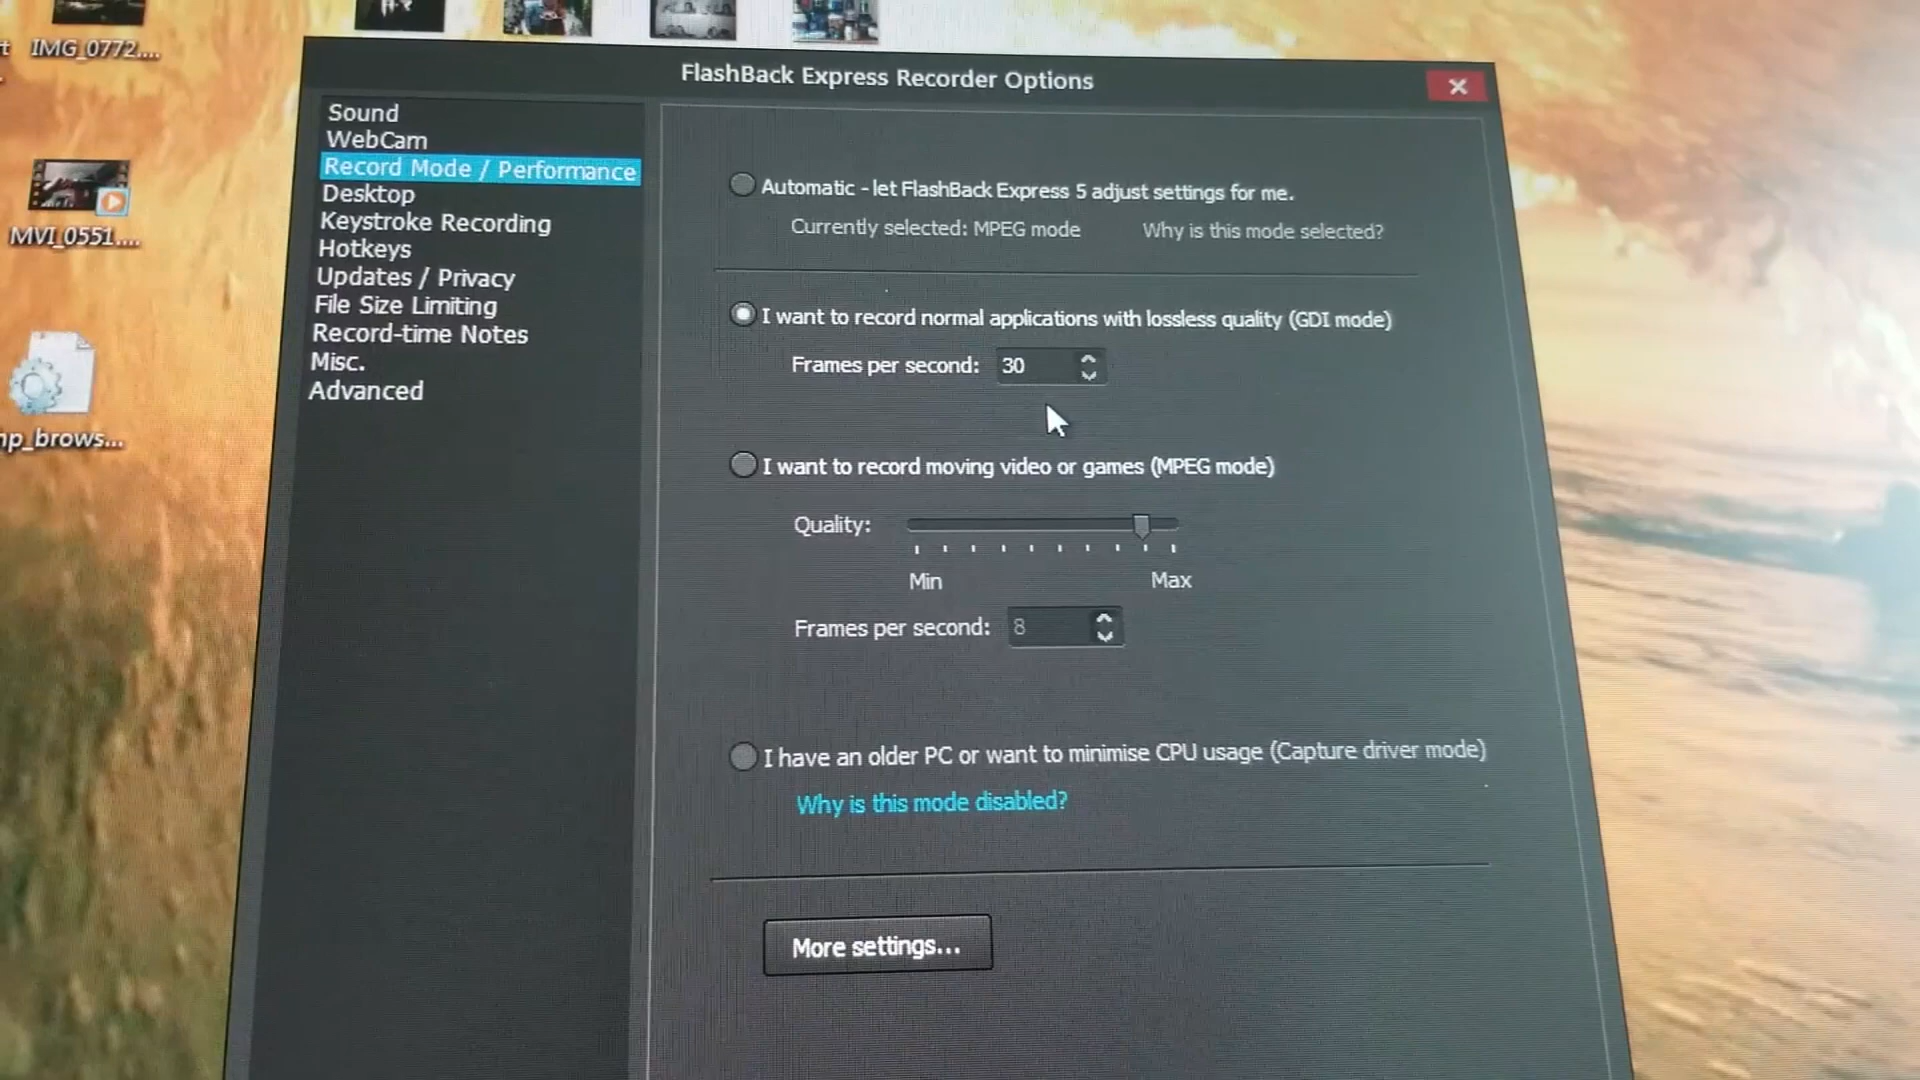 IMG_0772....
MVI_0551....
FlashBack Express Recorder Options
Sound
WebCam
Record Mode / Performance
Desktop
Keystroke Recording
Hotkeys
Updates / Privacy
File Size Limiting
Record-time Notes
Misc.
Advanced
Automatic - let FlashBack Express 5 adjust settings for me.
Currently selected: MPEG mode
Why is this mode selected?
I want to record normal applications with lossless quality (GDI mode)
Frames per second: 30
I want to record moving video or games (MPEG mode)
Quality:
Min
Max
Frames per second: 8
I have an older PC or want to minimise CPU usage (Capture driver mode)
Why is this mode disabled?
More settings...